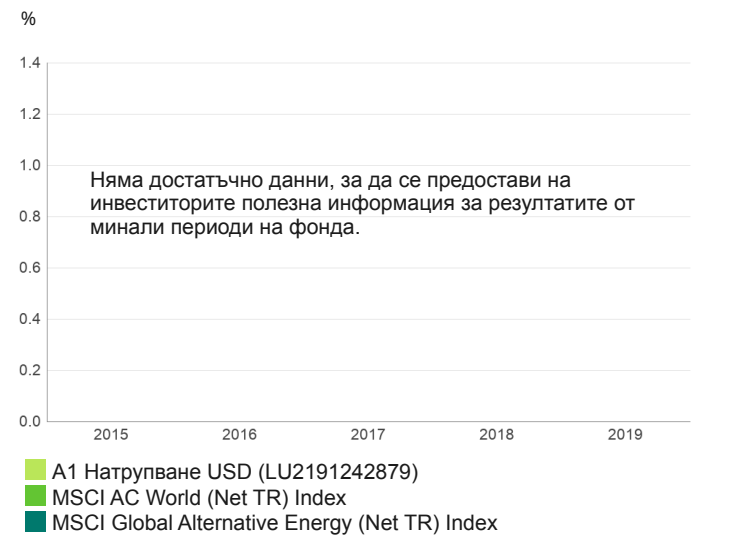 %
1.4
1.2
1.0
Няма достатъчно данни, за да се предостави на
инвеститорите полезна информация за резултатите от
минали периоди на фонда.
0.8
0.6
0.4
0.2
0.0
2015 2016 2017 2018 2019
A1 Натрупване USD (LU2191242879)
MSCI AC World (Net TR) Index
MSCI Global Alternative Energy (Net TR) Index